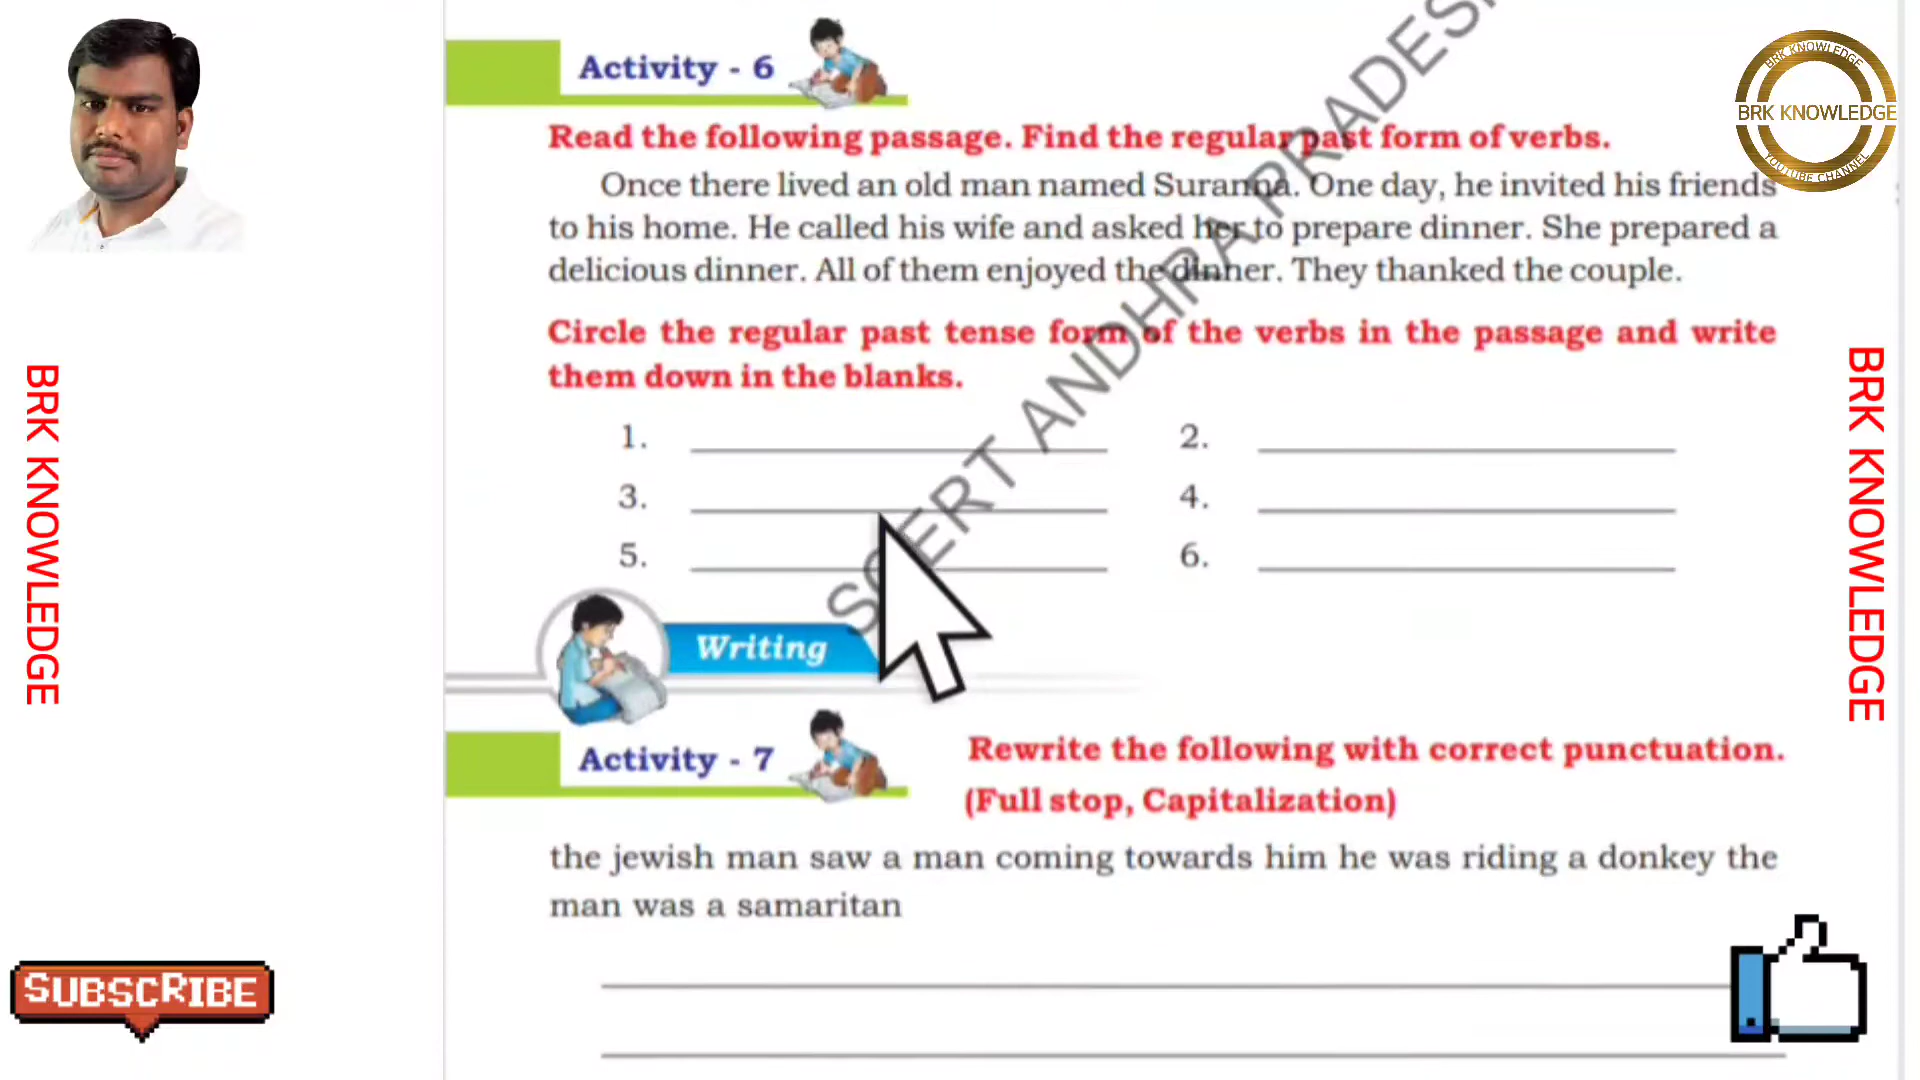 Activity - 6
Read the following passage. Find the regular past form of verbs.
Once there lived an old man named Suranna. One day, he invited his friends
to his home. He called his wife and asked her to prepare dinner. She prepared a
delicious dinner. All of them enjoyed the dinner. They thanked the couple.
Circle the regular past tense form of the verbs in the passage and write
them down in the blanks.
1. 2.
3. 4.
5. 6.
Writing
Activity - 7
Rewrite the following with correct punctuation.
(Full stop, Capitalization)
the jewish man saw a man coming towards him he was riding a donkey the
man was a samaritan
SCERT ANDHRA PRADESH
BRK KNOWLEDGE
BRK KNOWLEDGE
BRK KNOWLEDGE
BRK KNOWLEDGE
YOUTUBE CHANNEL
SUBSCRIBE